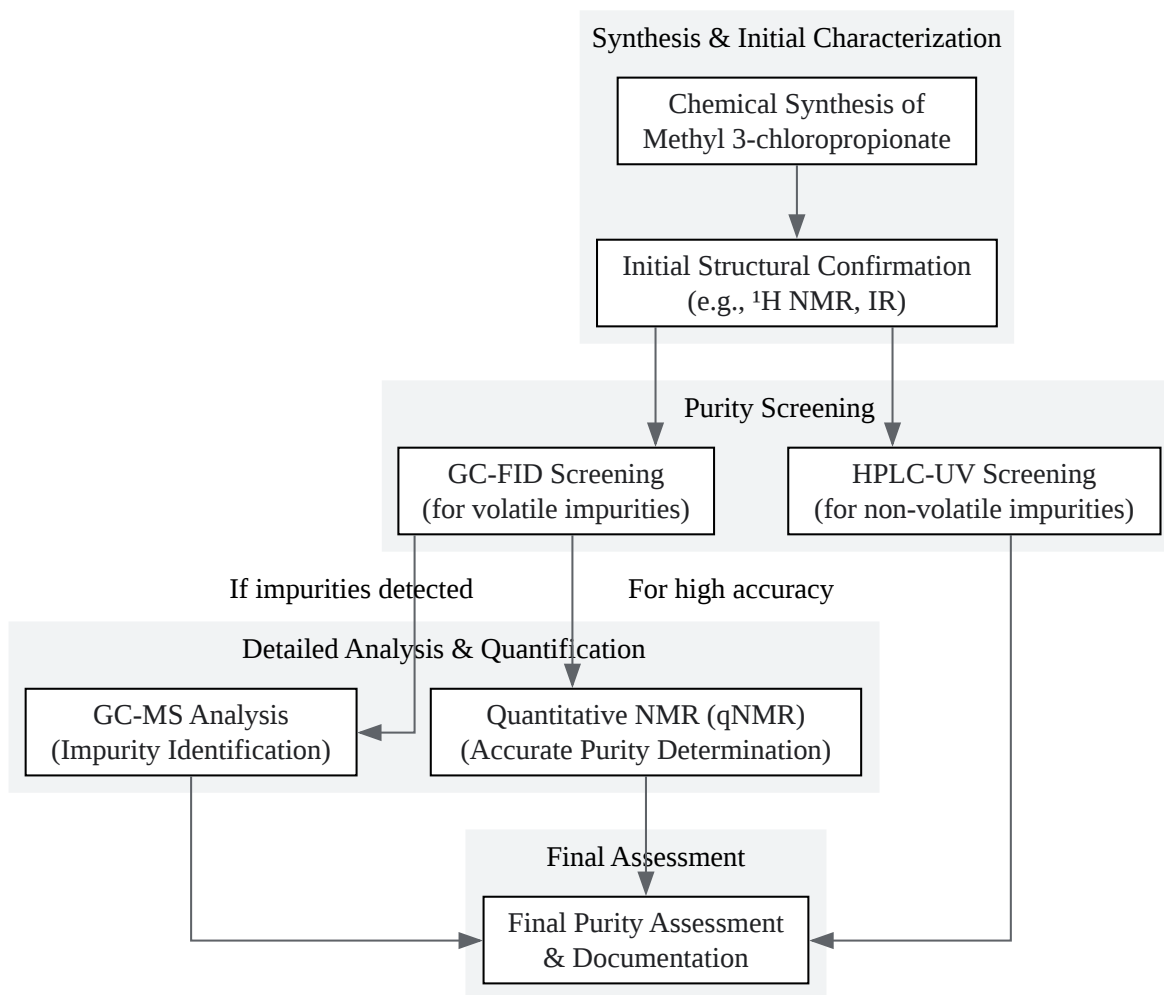 Synthesis & Initial Characterization
Chemical Synthesis of
Methyl 3-chloropropionate
Initial Structural Confirmation
(e.g., ¹H NMR, IR)
Purity Screening
GC-FID Screening
(for volatile impurities)
HPLC-UV Screening
(for non-volatile impurities)
If impurities detected
For high accuracy
Detailed Analysis & Quantification
GC-MS Analysis
(Impurity Identification)
Quantitative NMR (qNMR)
(Accurate Purity Determination)
Final Assessment
Final Purity Assessment
& Documentation